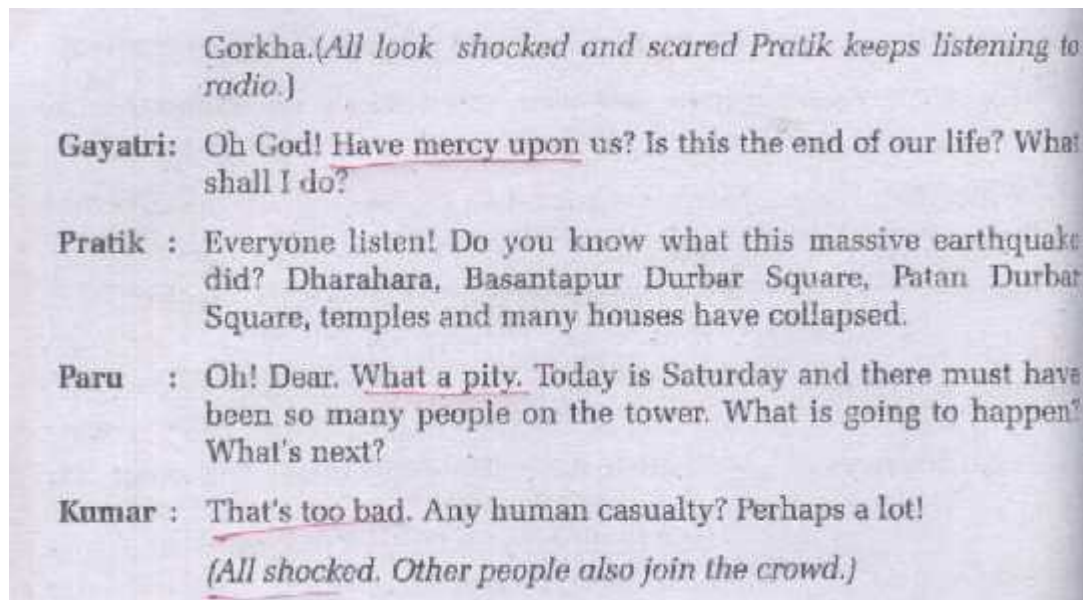 Gorkha.(All look shocked and scared Pratik keeps listening to
radio.)
Gayatri: Oh God! Have mercy upon us? Is this the end of our life? What
shall I do?
Pratik : Everyone listen! Do you know what this massive earthquake
did? Dharahara, Basantapur Durbar Square, Patan Durbar
Square, temples and many houses have collapsed.
Paru : Oh! Dear. What a pity. Today is Saturday and there must have
been so many people on the tower. What is going to happen?
What's next?
Kumar : That's too bad. Any human casualty? Perhaps a lot!
(All shocked. Other people also join the crowd.)